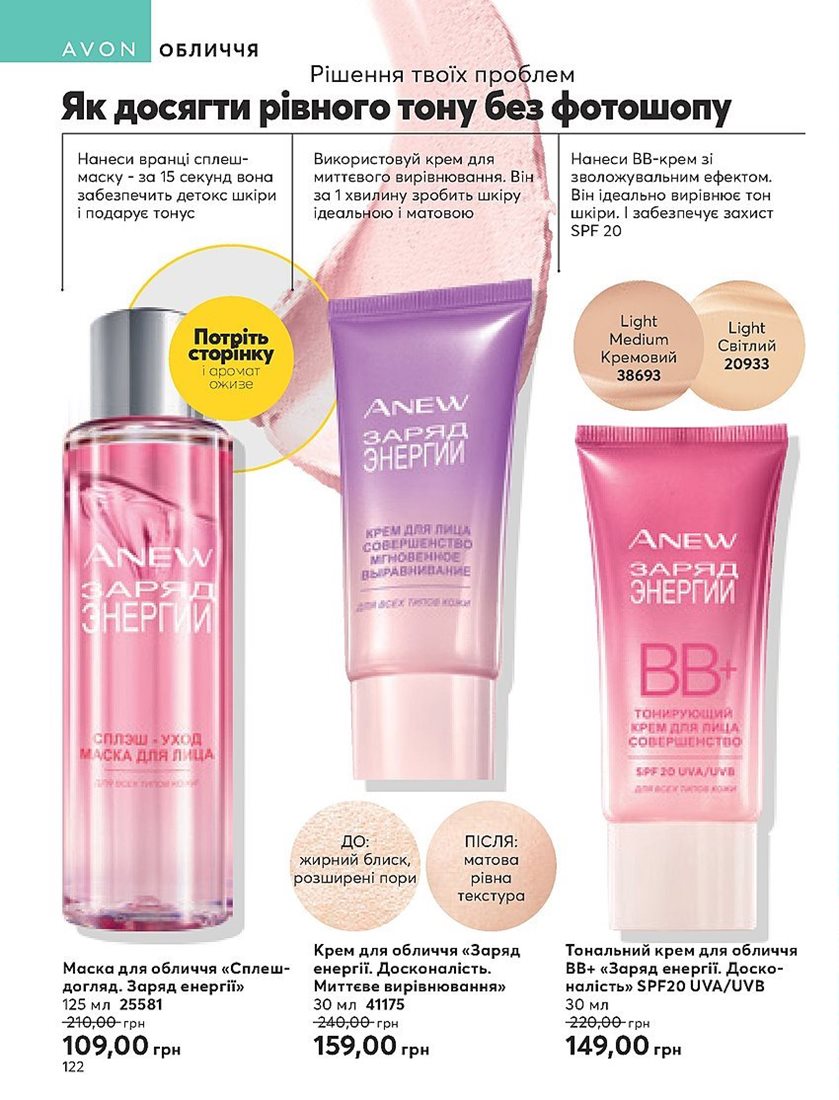 AVON ОБЛИЧЧЯ
Рішення твоїх проблем
Як досягти рівного тону без фотошопу
Нанеси вранці сплеш-
маску - за 15 секунд вона
забезпечить детокс шкіри
і подарує тонус
Використовуй крем для
миттєвого вирівнювання. Він
за 1 хвилину зробить шкіру
ідеальною і матовою
Нанеси ВВ-крем зі
зволожувальним ефектом.
Він ідеально вирівнює тон
шкіри. І забезпечує захист
SPF 20
Потріть
сторінку
і аромат
оживе
Light
Medium
Кремовий
38693
Light
Світлий
20933
ANEW
ЗАРЯД
ЭНЕРГИИ
СПЛЭШ - УХОД
МАСКА ДЛЯ ЛИЦА
ДЛЯ ВСЕХ ТИПОВ КОЖИ
ANEW
ЗАРЯД
ЭНЕРГИИ
КРЕМ ДЛЯ ЛИЦА
СОВЕРШЕНСТВО
МГНОВЕННОЕ
ВЫРАВНИВАНИЕ
ДЛЯ ВСЕХ ТИПОВ КОЖИ
ANEW
ЗАРЯД
ЭНЕРГИИ
BB+
ТОНИРУЮЩИЙ
КРЕМ ДЛЯ ЛИЦА
СОВЕРШЕНСТВО
SPF 20 UVA/UVB
ДЛЯ ВСЕХ ТИПОВ КОЖИ
ДО:
жирний блиск,
розширені пори
ПІСЛЯ:
матова
рівна
текстура
Маска для обличчя «Сплеш-
догляд. Заряд енергії»
125 мл 25581
210,00 грн
109,00 грн
Крем для обличчя «Заряд
енергії. Досконалість.
Миттєве вирівнювання»
30 мл 41175
240,00 грн
159,00 грн
Тональний крем для обличчя
ВВ+ «Заряд енергії. Доско-
налість» SPF20 UVA/UVB
30 мл
220,00 грн
149,00 грн
122